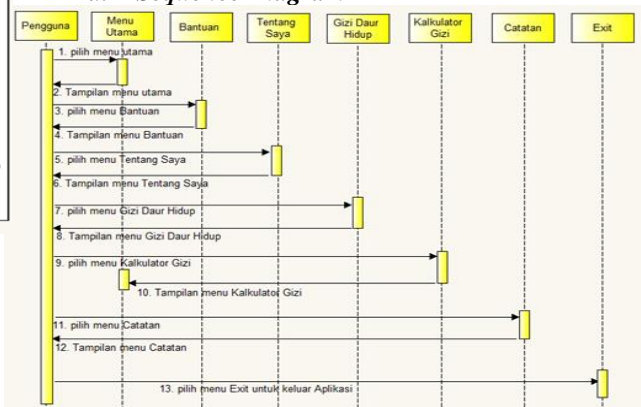 Pengguna
Menu
Utama
Bantuan
Tentang
Saya
Gizi Daur
Hidup
Kalkulator
Gizi
Catatan
Exit
1. pilih menu utama
2. Tampilan menu utama
3. pilih menu Bantuan
4. Tampilan menu Bantuan
5. pilih menu Tentang Saya
6. Tampilan menu Tentang Saya
7. pilih menu Gizi Daur Hidup
8. Tampilan menu Gizi Daur Hidup
9. pilih menu Kalkulator Gizi
10. Tampilan menu Kalkulator Gizi
11. pilih menu Catatan
12. Tampilan menu Catatan
13. pilih menu Exit untuk keluar Aplikasi